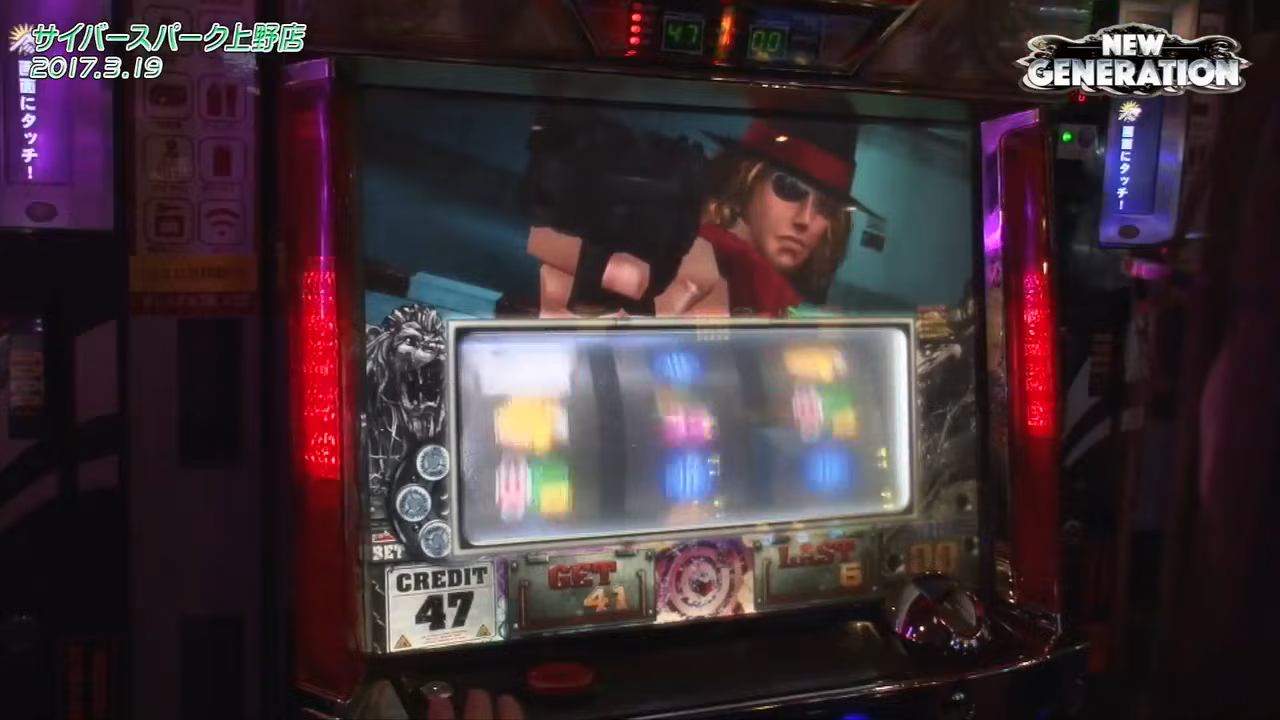 サイバースパーク上野店
2017.3.19
NEW
GENERATION
画面にタッチ!
画面にタッチ!
47
00
BET
CREDIT
47
GET
41
LAST
6
00